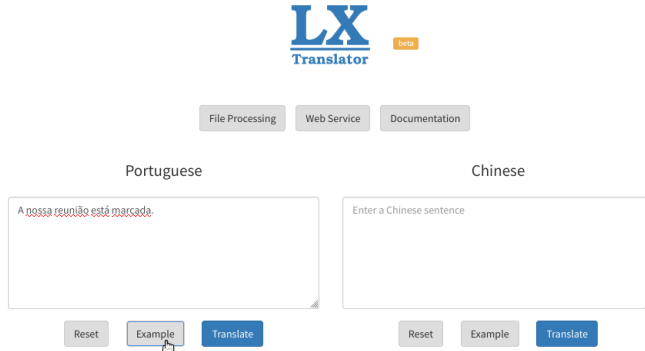 LX
Translator
beta
File Processing Web Service Documentation
Portuguese Chinese
A nossa reunião está marcada. Enter a Chinese sentence
Reset Example Translate Reset Example Translate